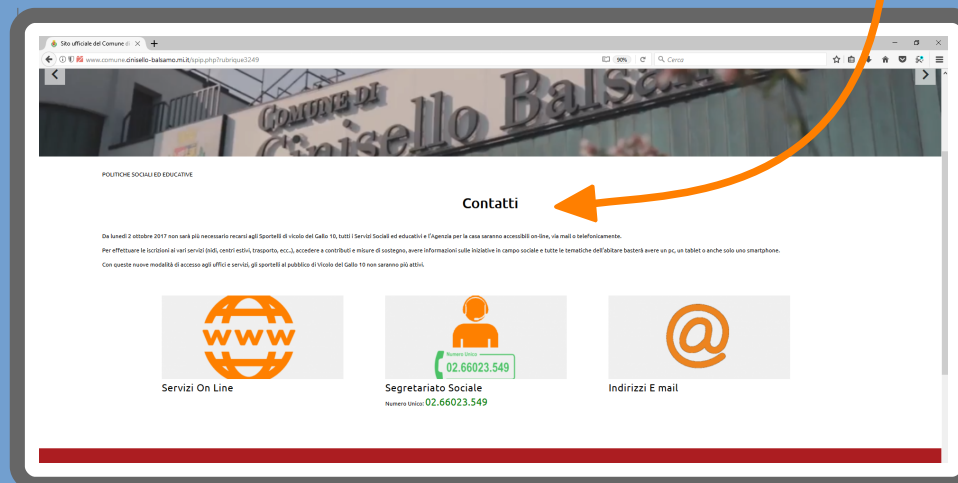 Sito ufficiale del Comune di
www.comune.cinisello-balsamo.mi.it/spip.php?rubrique3249
90%
Cerca
COMUNE DI
Cinisello Balsamo
POLITICHE SOCIALI ED EDUCATIVE
Contatti
Da lunedì 2 ottobre 2017 non sarà più necessario recarsi agli Sportelli di vicolo del Gallo 10, tutti i Servizi Sociali ed educativi e l'Agenzia per la casa saranno accessibili on-line, via mail o telefonicamente.
Per effettuare le iscrizioni ai vari servizi (nidi, centri estivi, trasporto, ecc..), accedere a contributi e misure di sostegno, avere informazioni sulle iniziative in campo sociale e tutte le tematiche dell'abitare basterà avere un pc, un tablet o anche solo uno smartphone.
Con queste nuove modalità di accesso agli uffici e servizi, gli sportelli al pubblico di Vicolo del Gallo 10 non saranno più attivi.
WWW
Numero Unico
02.66023.549
@
Servizi On Line
Segretariato Sociale
Indirizzi E mail
Numero Unico: 02.66023.549